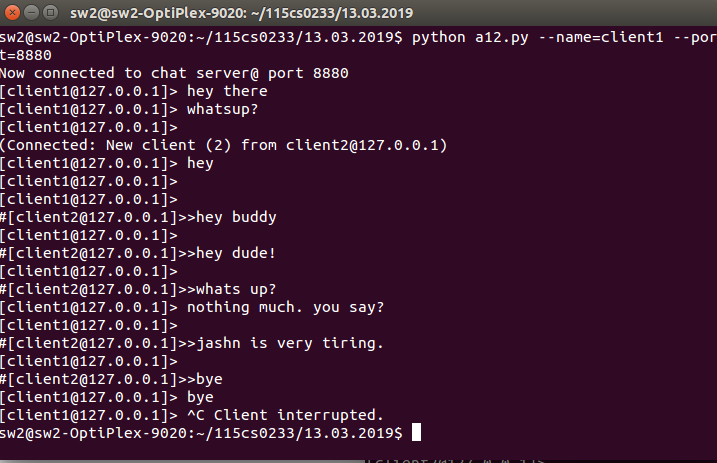 sw2@sw2-OptiPlex-9020: ~/115cs0233/13.03.2019
sw2@sw2-OptiPlex-9020:~/115cs0233/13.03.2019$ python a12.py --name=client1 --por
t=8880
Now connected to chat server@ port 8880
[client1@127.0.0.1]> hey there
[client1@127.0.0.1]> whatsup?
[client1@127.0.0.1]>
(Connected: New client (2) from client2@127.0.0.1)
[client1@127.0.0.1]> hey
[client1@127.0.0.1]>
[client1@127.0.0.1]>
#[client2@127.0.0.1]>>hey buddy
[client1@127.0.0.1]>
#[client2@127.0.0.1]>>hey dude!
[client1@127.0.0.1]>
#[client2@127.0.0.1]>>whats up?
[client1@127.0.0.1]> nothing much. you say?
[client1@127.0.0.1]>
#[client2@127.0.0.1]>>jashn is very tiring.
[client1@127.0.0.1]>
#[client2@127.0.0.1]>>bye
[client1@127.0.0.1]> bye
[client1@127.0.0.1]> ^C Client interrupted.
sw2@sw2-OptiPlex-9020:~/115cs0233/13.03.2019$